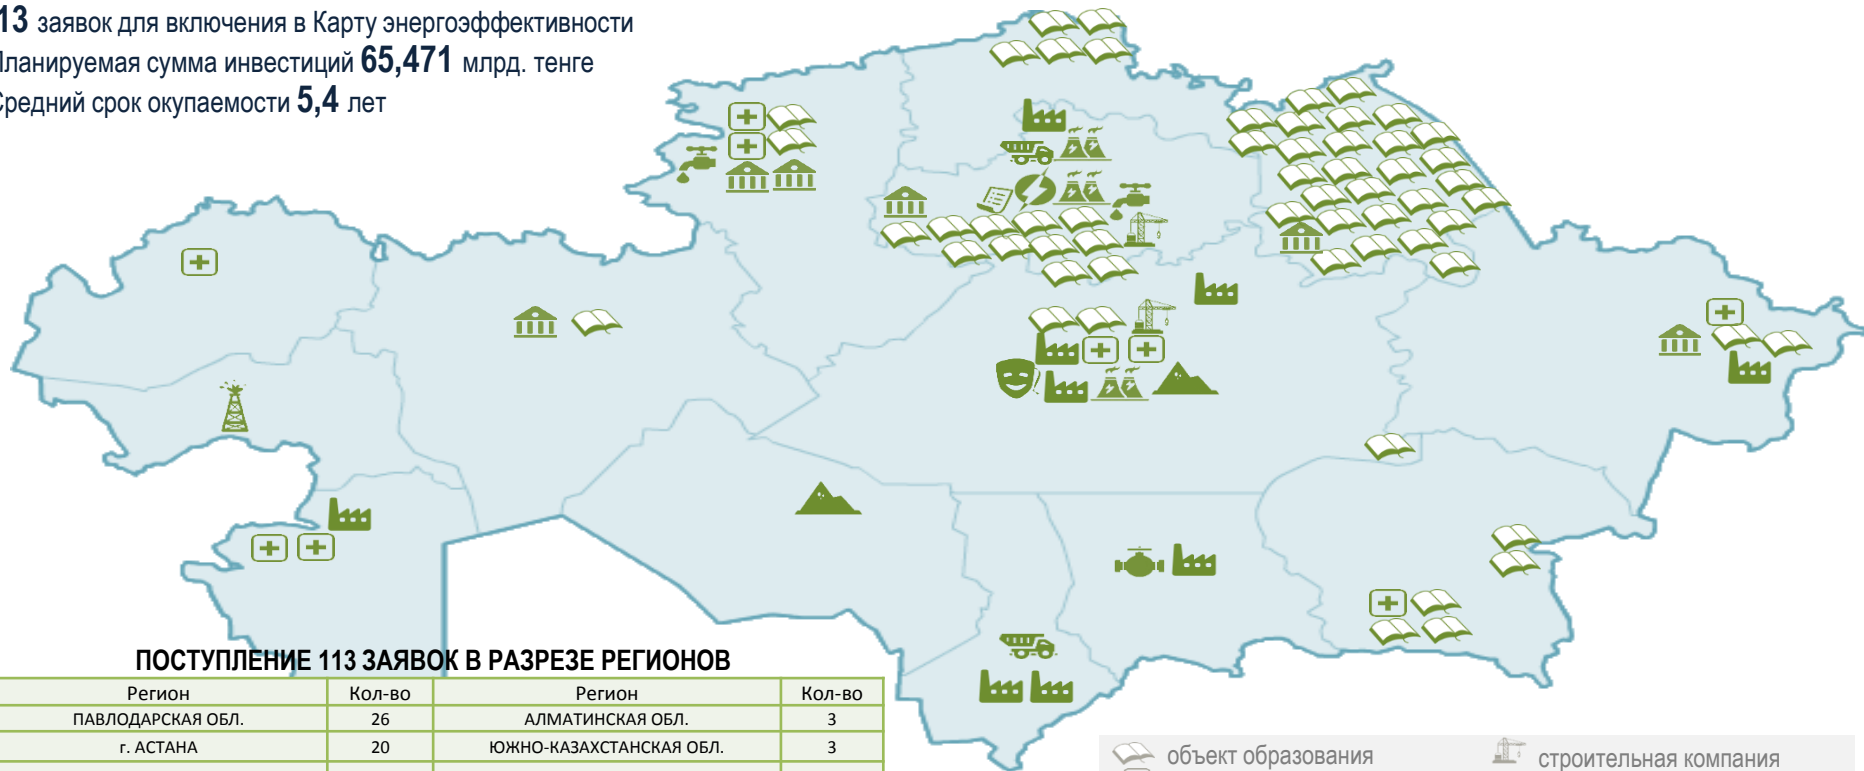 13 заявок для включения в Карту энергоэффективности
Планируемая сумма инвестиций 65,471 млрд. тенге
Средний срок окупаемости 5,4 лет
ПОСТУПЛЕНИЕ 113 ЗАЯВОК В РАЗРЕЗЕ РЕГИОНОВ
Регион Кол-во Регион Кол-во
ПАВЛОДАРСКАЯ ОБЛ. 26 АЛМАТИНСКАЯ ОБЛ. 3
г. АСТАНА 20 ЮЖНО-КАЗАХСТАНСКАЯ ОБЛ. 3
объект образования строительная компания